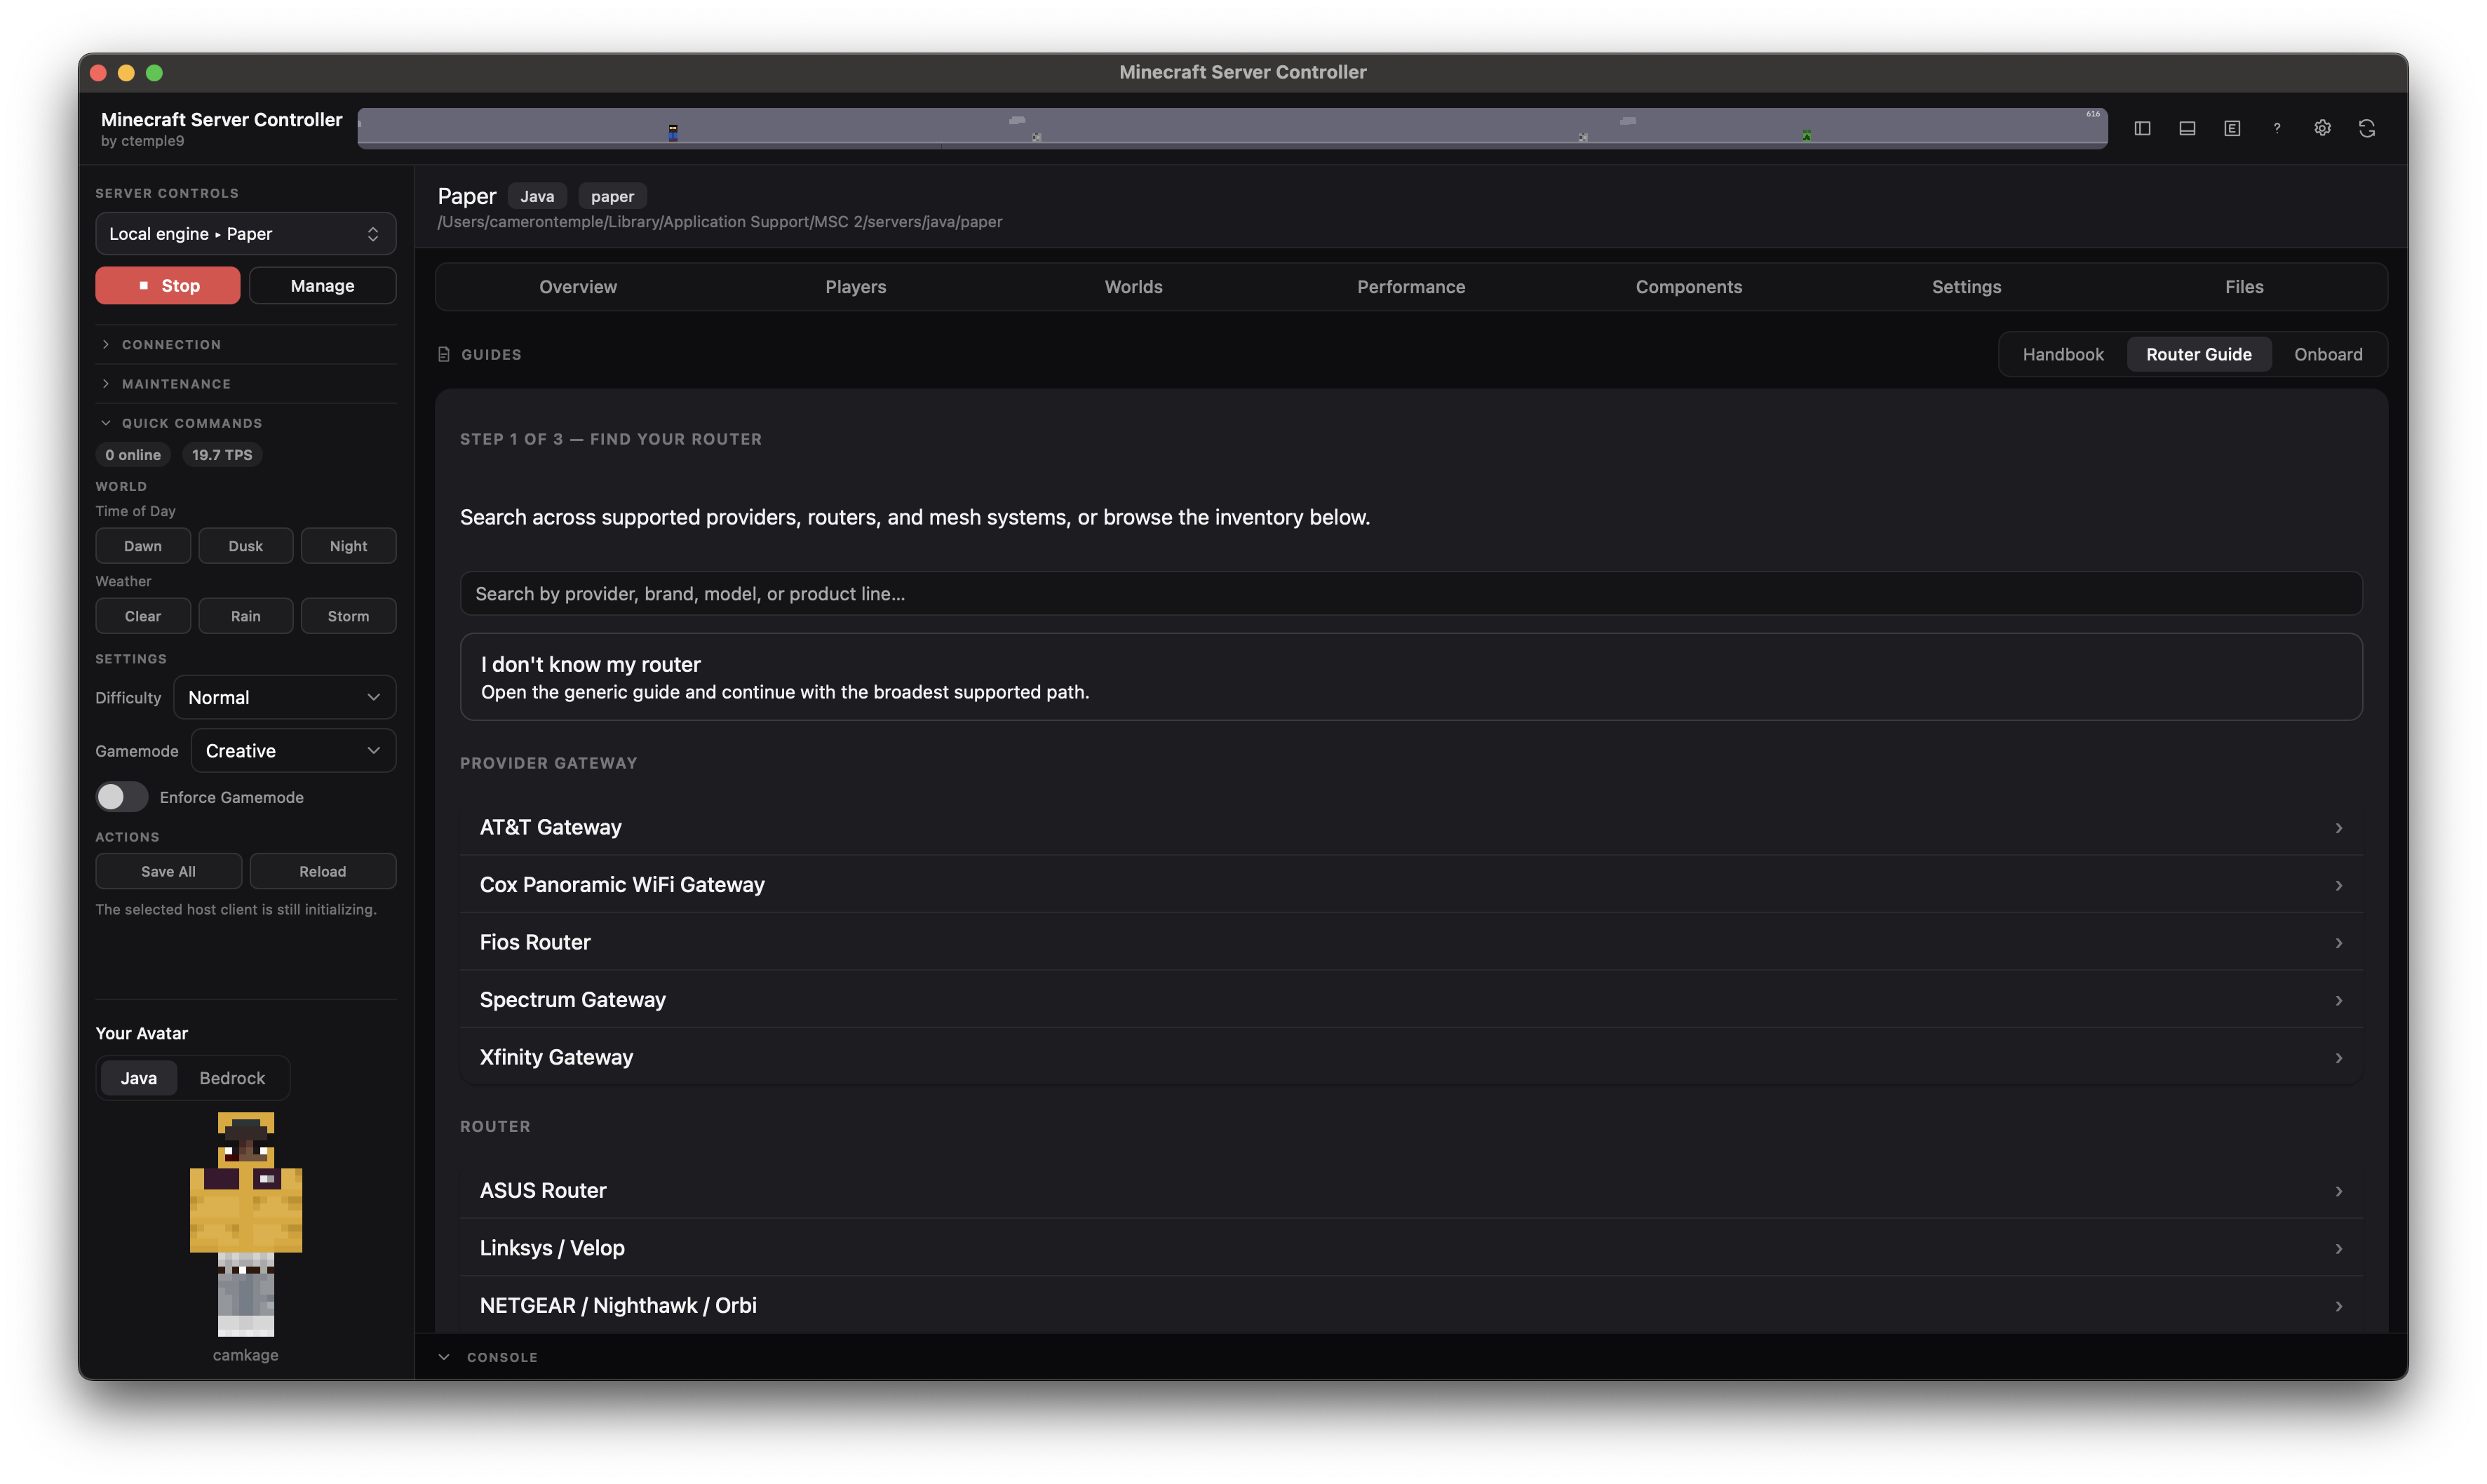 Minecraft Server Controller
Minecraft Server Controller
by ctemple9
616
E
?
SERVER CONTROLS
Local engine ▸ Paper
Stop
Manage
CONNECTION
MAINTENANCE
QUICK COMMANDS
0 online
19.7 TPS
WORLD
Time of Day
Dawn
Dusk
Night
Weather
Clear
Rain
Storm
SETTINGS
Difficulty
Normal
Gamemode
Creative
Enforce Gamemode
ACTIONS
Save All
Reload
The selected host client is still initializing.
Your Avatar
Java
Bedrock
camkage
Paper
Java
paper
/Users/camerontemple/Library/Application Support/MSC 2/servers/java/paper
Overview
Players
Worlds
Performance
Components
Settings
Files
GUIDES
Handbook
Router Guide
Onboard
STEP 1 OF 3 — FIND YOUR ROUTER
Search across supported providers, routers, and mesh systems, or browse the inventory below.
Search by provider, brand, model, or product line...
I don't know my router
Open the generic guide and continue with the broadest supported path.
PROVIDER GATEWAY
AT&T Gateway
Cox Panoramic WiFi Gateway
Fios Router
Spectrum Gateway
Xfinity Gateway
ROUTER
ASUS Router
Linksys / Velop
NETGEAR / Nighthawk / Orbi
CONSOLE